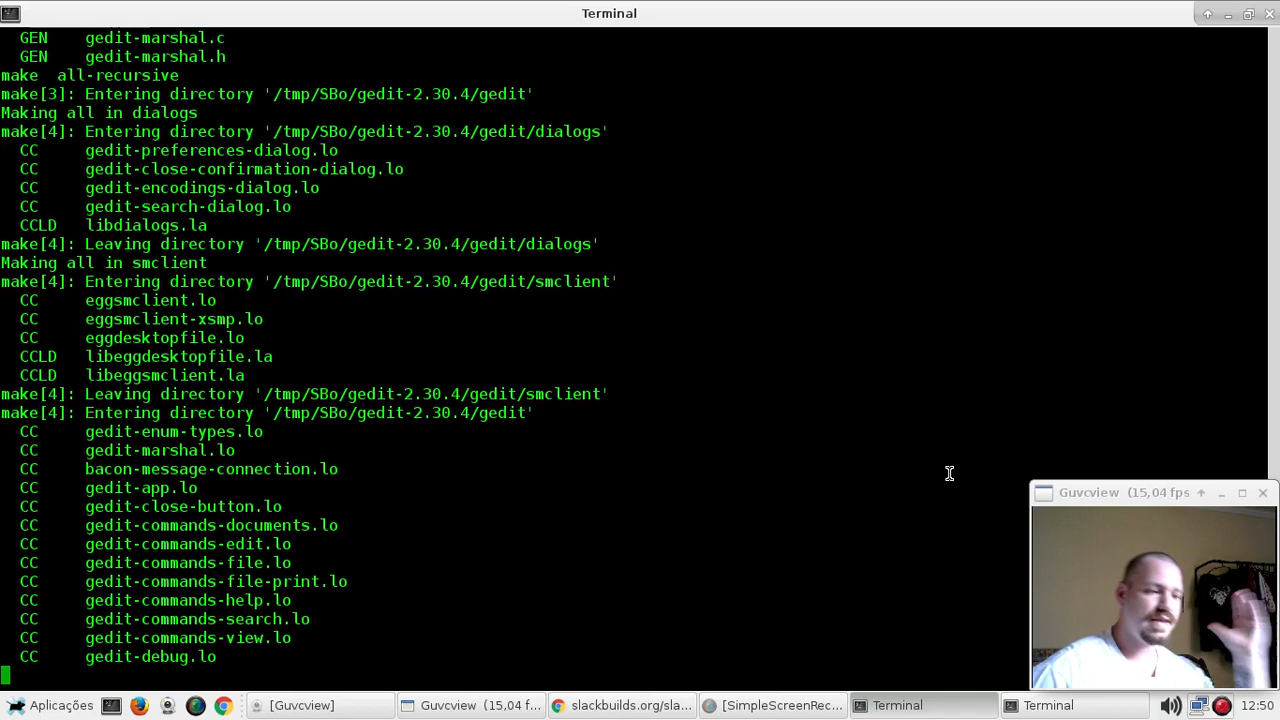 Terminal
GEN gedit-marshal.c
GEN gedit-marshal.h
make all-recursive
make[3]: Entering directory '/tmp/SBo/gedit-2.30.4/gedit'
Making all in dialogs
make[4]: Entering directory '/tmp/SBo/gedit-2.30.4/gedit/dialogs'
CC gedit-preferences-dialog.lo
CC gedit-close-confirmation-dialog.lo
CC gedit-encodings-dialog.lo
CC gedit-search-dialog.lo
CCLD libdialogs.la
make[4]: Leaving directory '/tmp/SBo/gedit-2.30.4/gedit/dialogs'
Making all in smclient
make[4]: Entering directory '/tmp/SBo/gedit-2.30.4/gedit/smclient'
CC eggsmclient.lo
CC eggsmclient-xsmp.lo
CC eggdesktopfile.lo
CCLD libeggdesktopfile.la
CCLD libeggsmclient.la
make[4]: Leaving directory '/tmp/SBo/gedit-2.30.4/gedit/smclient'
make[4]: Entering directory '/tmp/SBo/gedit-2.30.4/gedit'
CC gedit-enum-types.lo
CC gedit-marshal.lo
CC bacon-message-connection.lo
CC gedit-app.lo
CC gedit-close-button.lo
CC gedit-commands-documents.lo
CC gedit-commands-edit.lo
CC gedit-commands-file.lo
CC gedit-commands-file-print.lo
CC gedit-commands-help.lo
CC gedit-commands-search.lo
CC gedit-commands-view.lo
CC gedit-debug.lo
Guvcview (15,04 fps
Aplicações [Guvcview] Guvcview (15,04 f... slackbuilds.org/sla... [SimpleScreenRec... Terminal Terminal 12:50